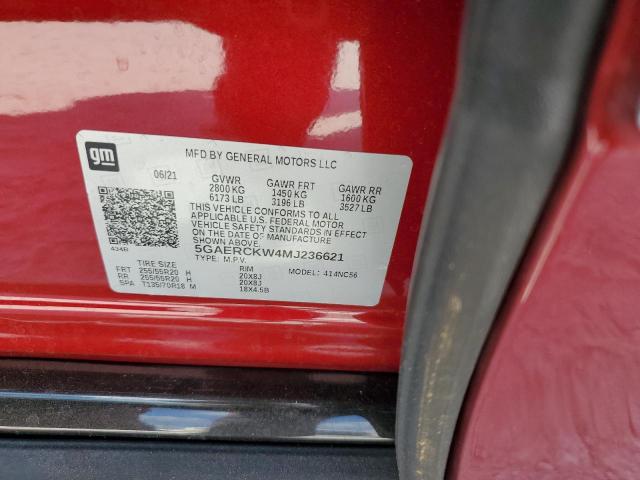 gm
MFD BY GENERAL MOTORS LLC
06/21 GVWR GAWR FRT GAWR RR
2800 KG 1450 KG 1600 KG
6173 LB 3196 LB 3527 LB
THIS VEHICLE CONFORMS TO ALL
APPLICABLE U.S. FEDERAL MOTOR
VEHICLE SAFETY STANDARDS IN
EFFECT ON THE DATE OF MANUFACTURE
SHOWN ABOVE.
434R
5GAERCKW4MJ236621
TYPE: M.P.V. MODEL: 414NC56
TIRE SIZE RIM
FRT 255/55R20 H 20X8J
RR 255/55R20 H 20X8J
SPA T135/70R18 M 18X4.5B